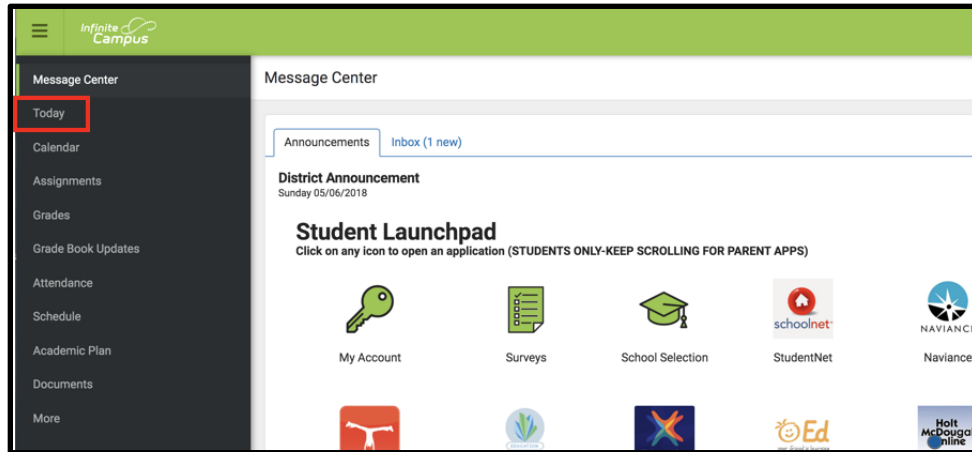 Infinite
Campus
Message Center
Today
Calendar
Assignments
Grades
Grade Book Updates
Attendance
Schedule
Academic Plan
Documents
More
Message Center
Announcements
Inbox (1 new)
District Announcement
Sunday 05/06/2018
Student Launchpad
Click on any icon to open an application (STUDENTS ONLY-KEEP SCROLLING FOR PARENT APPS)
schoolnet
NAVIANCE
My Account
Surveys
School Selection
StudentNet
Naviance
EDUCATION
Ed
Holt
McDougal
Online